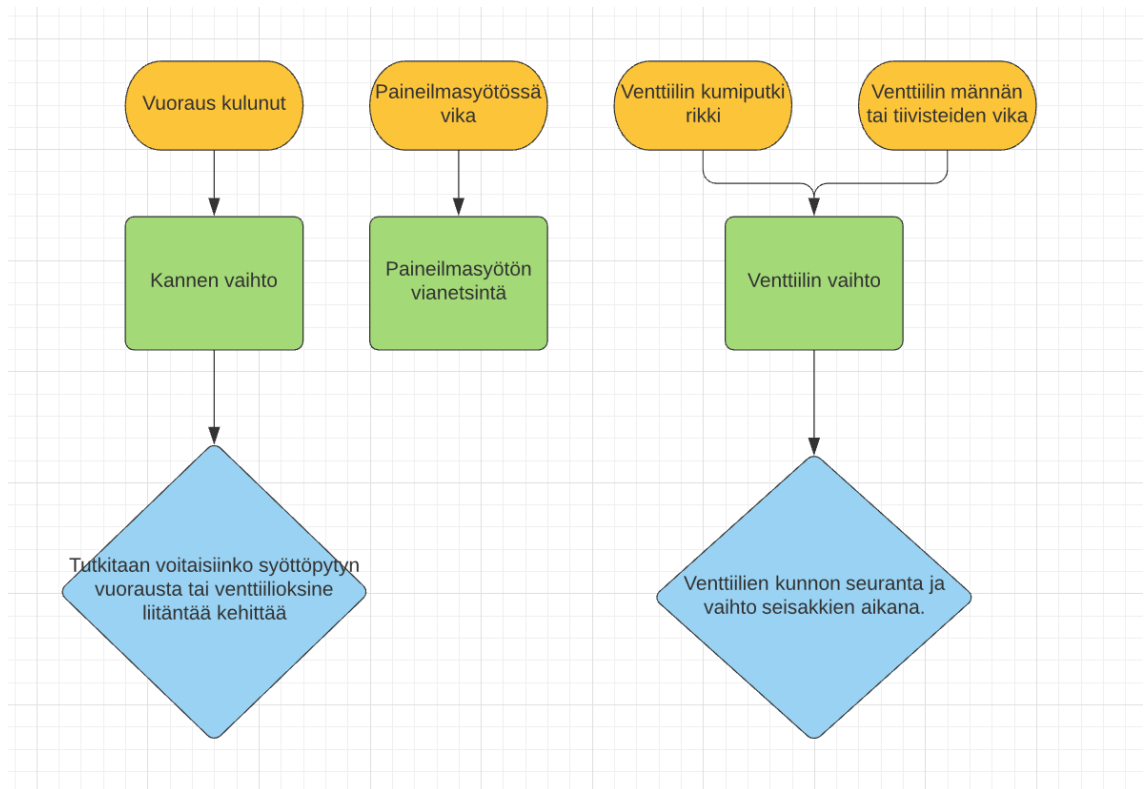 Vuoraus kulunut
Paineilmasyötössä
vika
Venttiilin kumiputki
rikki
Venttiilin männän
tai tiivisteiden vika
Kannen vaihto
Paineilmasyötön
vianetsintä
Venttiilin vaihto
Tutkitaan voitaisiinko syöttöpytyn
vuorausta tai venttiilioksine
liitäntää kehittää
Venttiilien kunnon seuranta ja
vaihto seisakkien aikana.